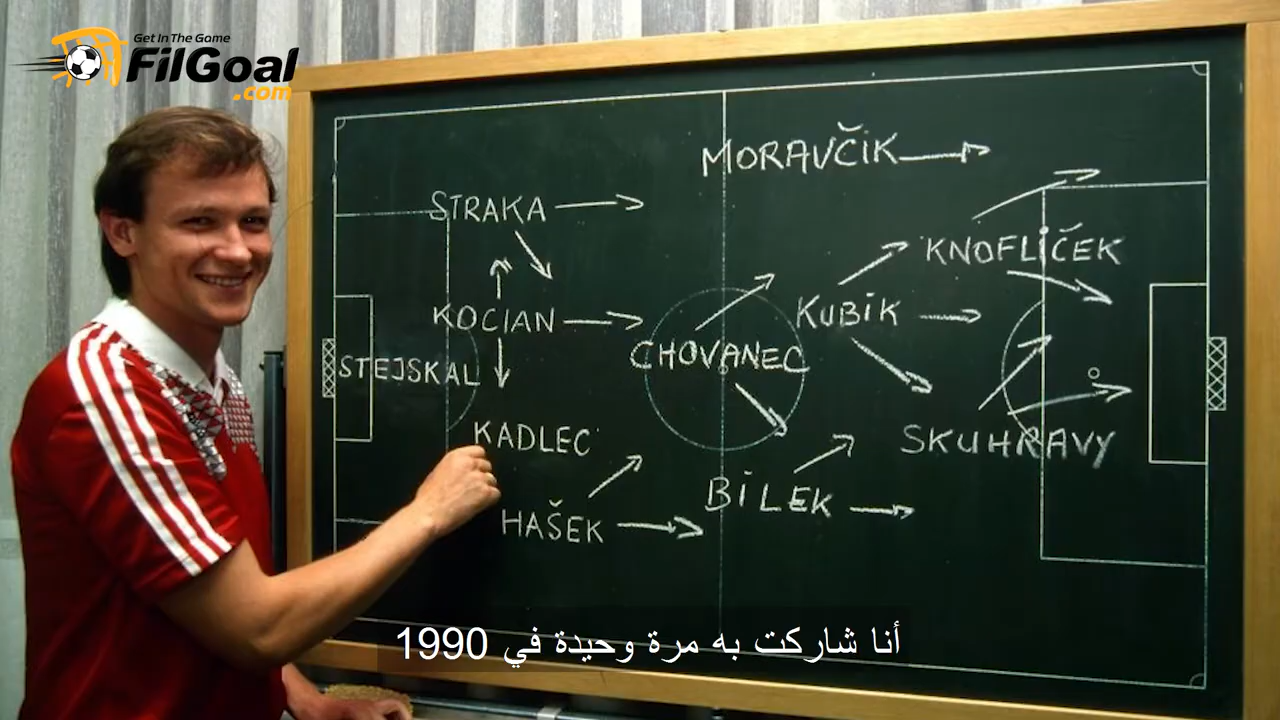 Get In The Game
FilGoal
.com
MORAVČIK
STRAKA
KNOFLÍČEK
KOCIAN
KUBIK
CHOVANEC
STEJSKAL
KADLEC
SKUHRAVY
BILEK
HAŠEK
أنا شاركت به مرة وحيدة في 1990